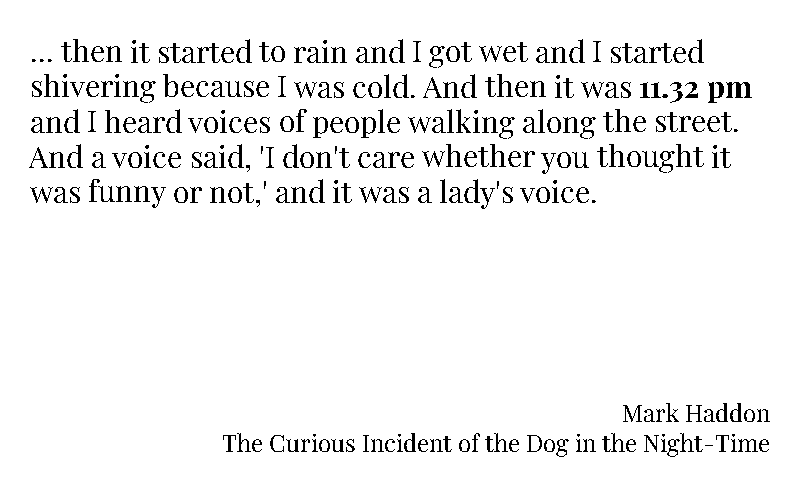 ... then it started to rain and I got wet and I started
shivering because I was cold. And then it was 11.32 pm
and I heard voices of people walking along the street.
And a voice said, 'I don't care whether you thought it
was funny or not,' and it was a lady's voice.
Mark Haddon
The Curious Incident of the Dog in the Night-Time